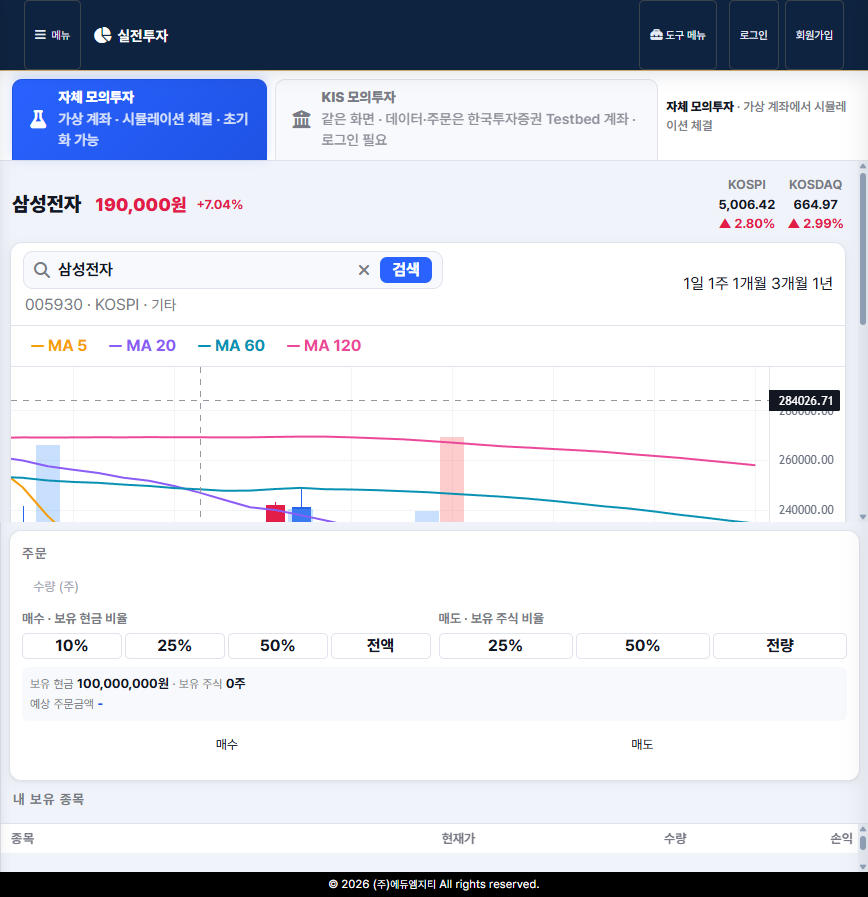 메뉴
실전투자
도구 메뉴
로그인
회원가입
자체 모의투자
가상 계좌 · 시뮬레이션 체결 · 초기
화 가능
KIS 모의투자
같은 화면 · 데이터·주문은 한국투자증권 Testbed 계좌 ·
로그인 필요
자체 모의투자 · 가상 계좌에서 시뮬레
이션 체결
삼성전자 190,000원 +7.04%
KOSPI KOSDAQ
5,006.42 664.97
▲ 2.80% ▲ 2.99%
삼성전자
검색
005930 · KOSPI · 기타
1일 1주 1개월 3개월 1년
MA 5 MA 20 MA 60 MA 120
284026.71
280000.00
260000.00
240000.00
주문
수량 (주)
매수 · 보유 현금 비율
10% 25% 50% 전액
매도 · 보유 주식 비율
25% 50% 전량
보유 현금 100,000,000원 · 보유 주식 0주
예상 주문금액 -
매수
매도
내 보유 종목
종목 현재가 수량 손익
© 2026 (주)에듀엠지티 All rights reserved.